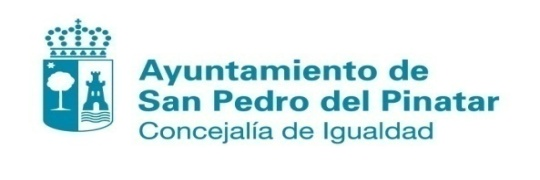 Ayuntamiento de
San Pedro del Pinatar
Concejalía de Igualdad